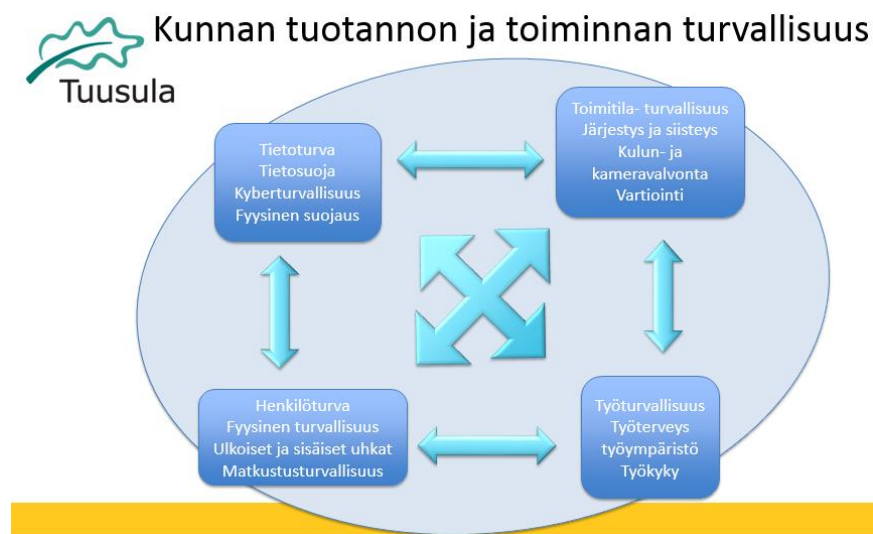 Kunnan tuotannon ja toiminnan turvallisuus
Tuusula
Tietoturva
Tietosuoja
Kyberturvallisuus
Fyysinen suojaus
Toimitila- turvallisuus
Järjestys ja siisteys
Kulun- ja
kameravalvonta
Vartiointi
Henkilöturva
Fyysinen turvallisuus
Ulkoiset ja sisäiset uhkat
Matkustusturvallisuus
Työturvallisuus
Työterveys
työympäristö
Työkyky